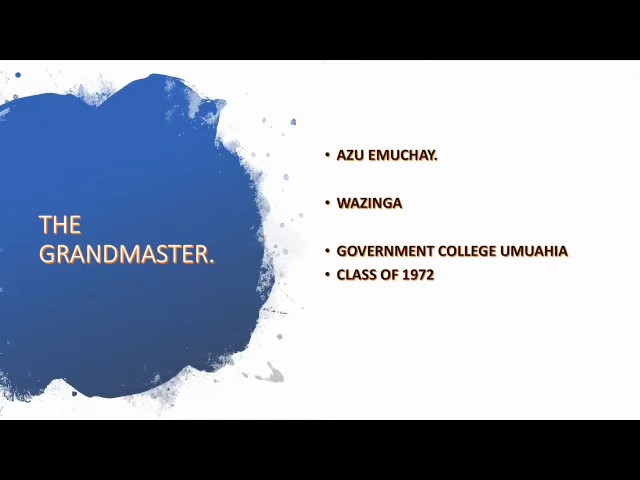 THE
GRANDMASTER.
• AZU EMUCHAY.
• WAZINGA
• GOVERNMENT COLLEGE UMUAHIA
• CLASS OF 1972